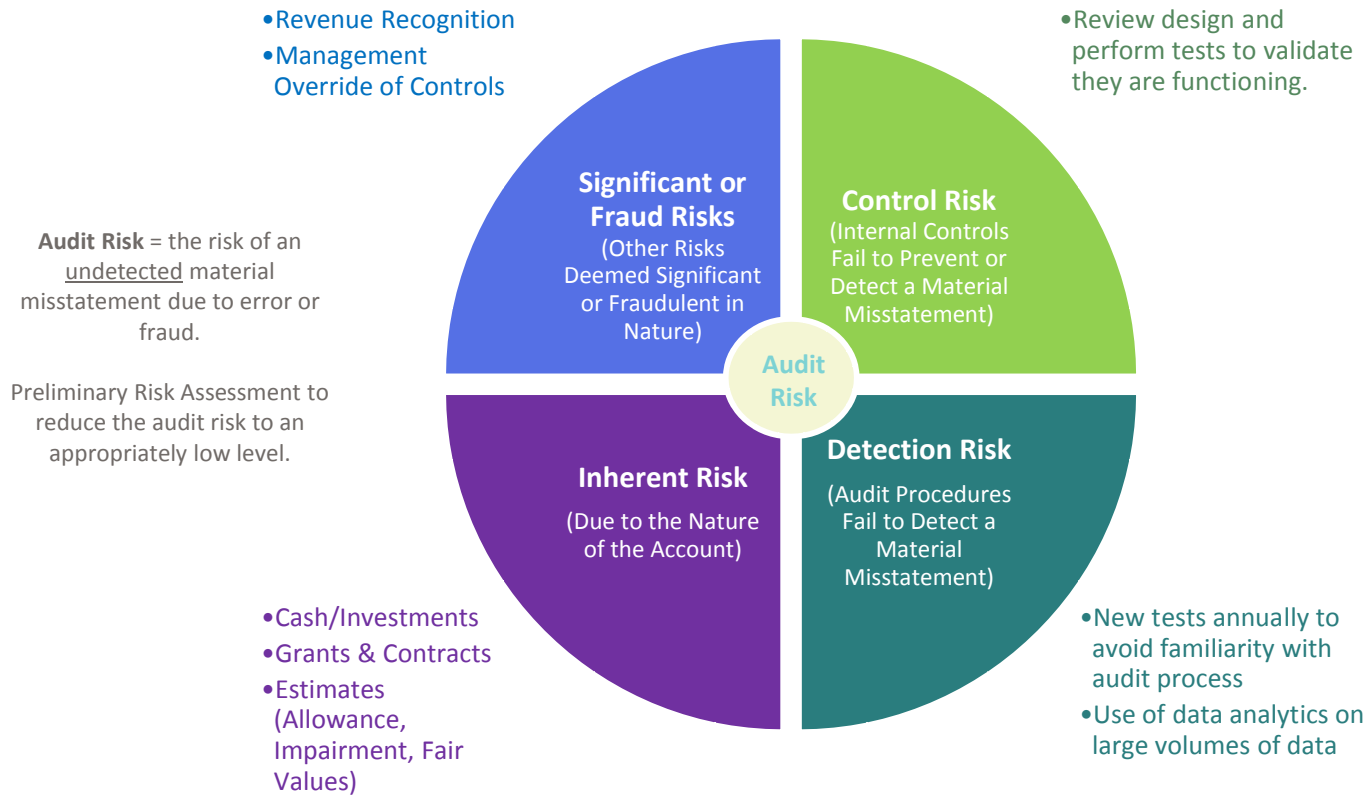 •Revenue Recognition
•Management
Override of Controls
•Review design and
perform tests to validate
they are functioning.
Significant or
Fraud Risks
(Other Risks
Deemed Significant
or Fraudulent in
Nature)
Control Risk
(Internal Controls
Fail to Prevent or
Detect a Material
Misstatement)
Audit Risk = the risk of an
undetected material
misstatement due to error or
fraud.
Preliminary Risk Assessment to
reduce the audit risk to an
appropriately low level.
Audit
Risk
Inherent Risk
(Due to the Nature
of the Account)
Detection Risk
(Audit Procedures
Fail to Detect a
Material
Misstatement)
•Cash/Investments
•Grants & Contracts
•Estimates
(Allowance,
Impairment, Fair
Values)
•New tests annually to
avoid familiarity with
audit process
•Use of data analytics on
large volumes of data